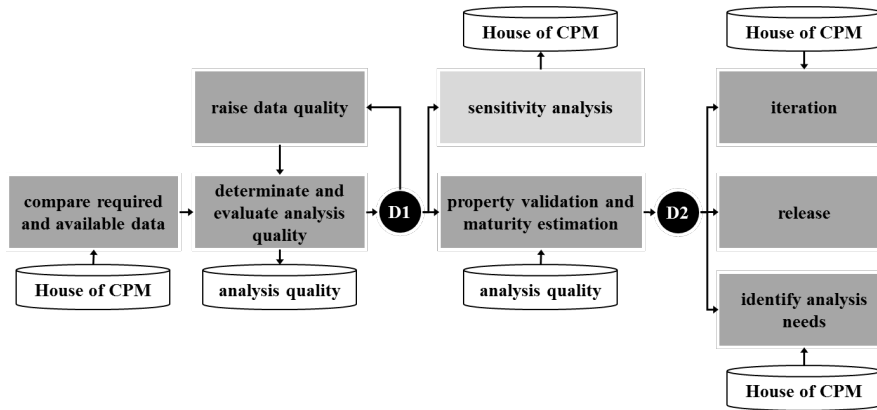 House of CPM
House of CPM
raise data quality
sensitivity analysis
iteration
compare required
and available data
determinate and
evaluate analysis
quality
D1
property validation and
maturity estimation
D2
release
House of CPM
analysis quality
analysis quality
identify analysis
needs
House of CPM